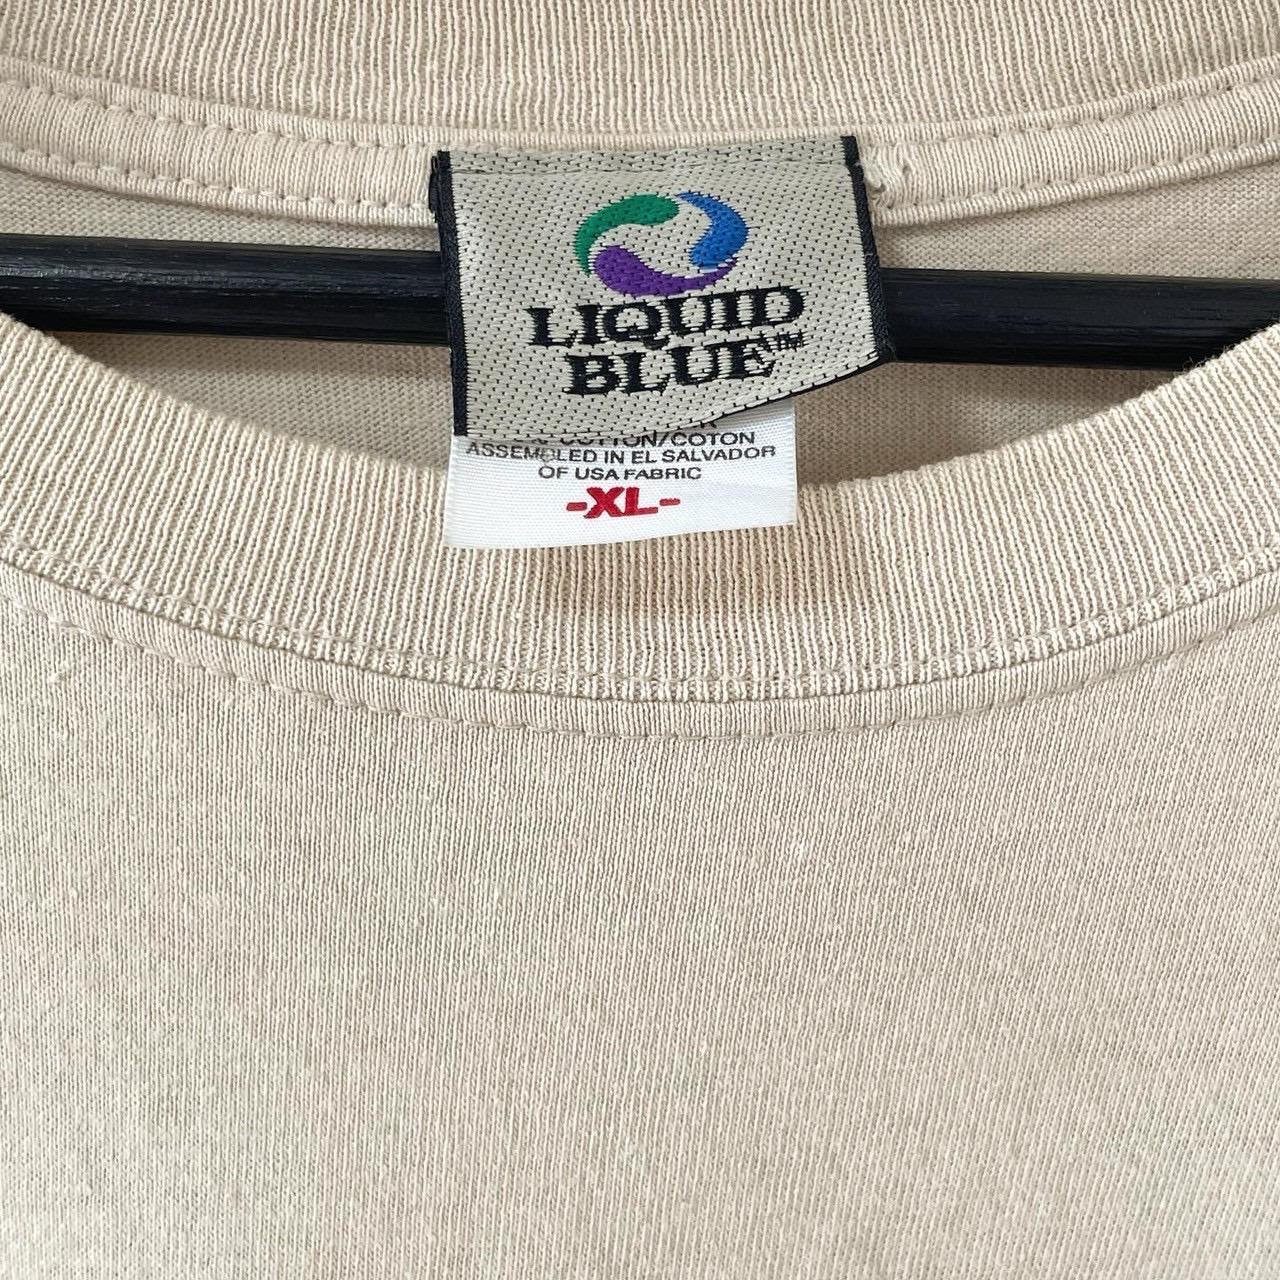 LIQUID
BLUE™
COTTON/COTON
ASSEMBLED IN EL SALVADOR
OF USA FABRIC
-XL-